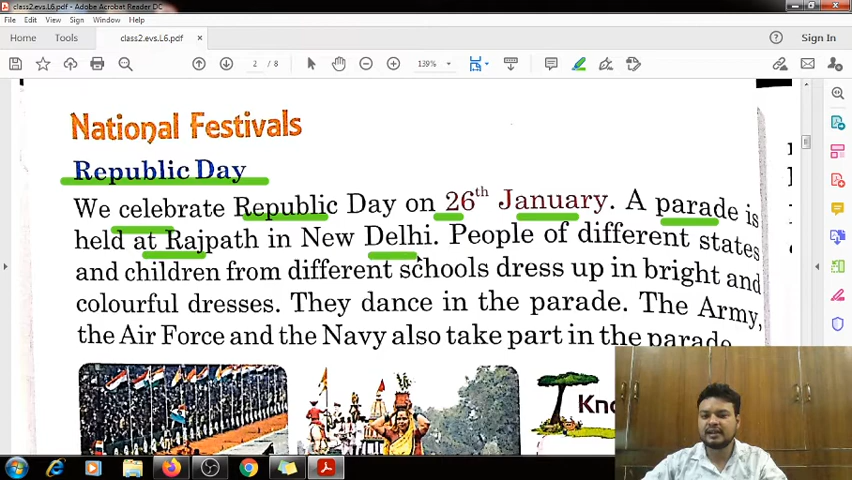 class2.evs.L6.pdf - Adobe Acrobat Reader DC
File Edit View Sign Window Help
Home Tools class2.evs.L6.pdf × Sign In
2 / 8 139%
National Festivals
Republic Day
We celebrate Republic Day on 26th January. A parade is
held at Rajpath in New Delhi. People of different states
and children from different schools dress up in bright and
colourful dresses. They dance in the parade. The Army,
the Air Force and the Navy also take part in the parade